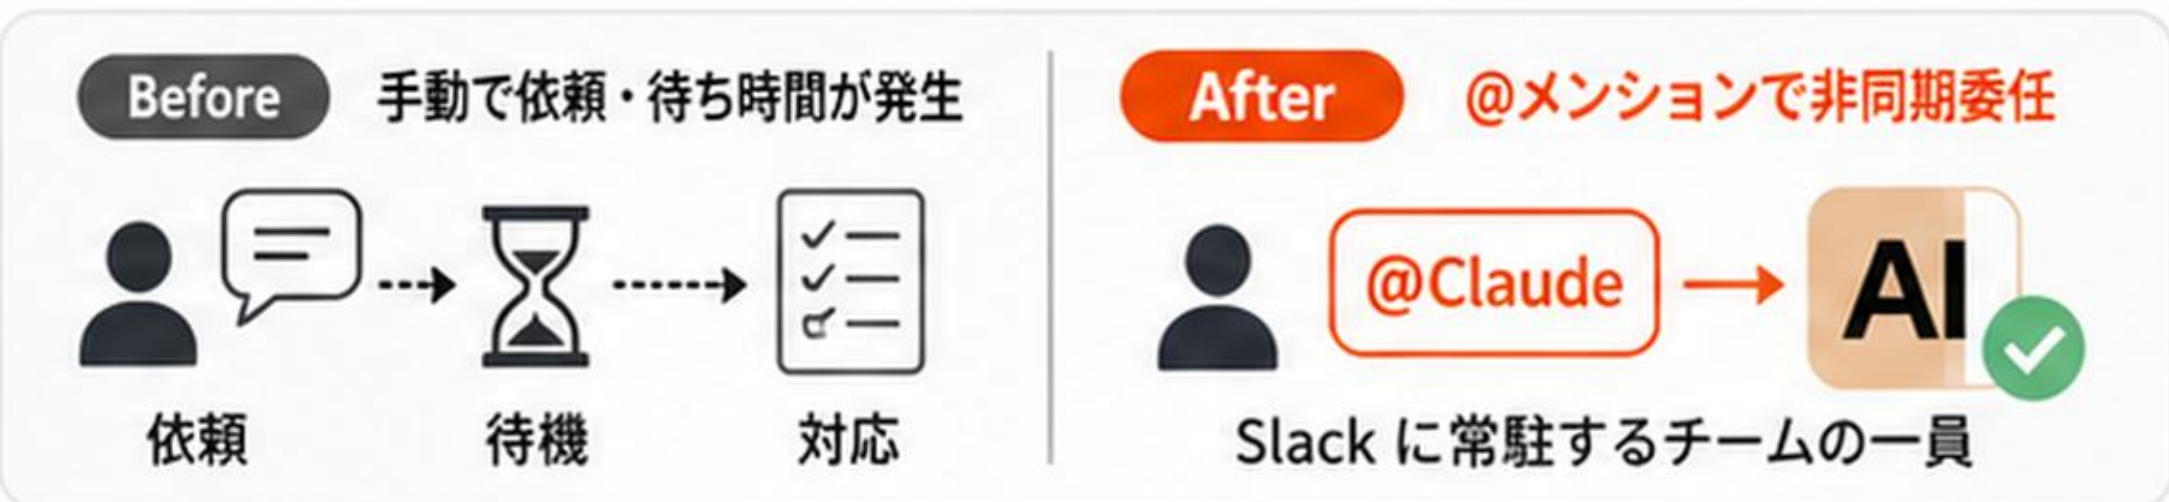 Before
手動で依頼・待ち時間が発生
依頼
待機
対応
After
@メンションで非同期委任
@Claude
AI
Slack に常駐するチームの一員